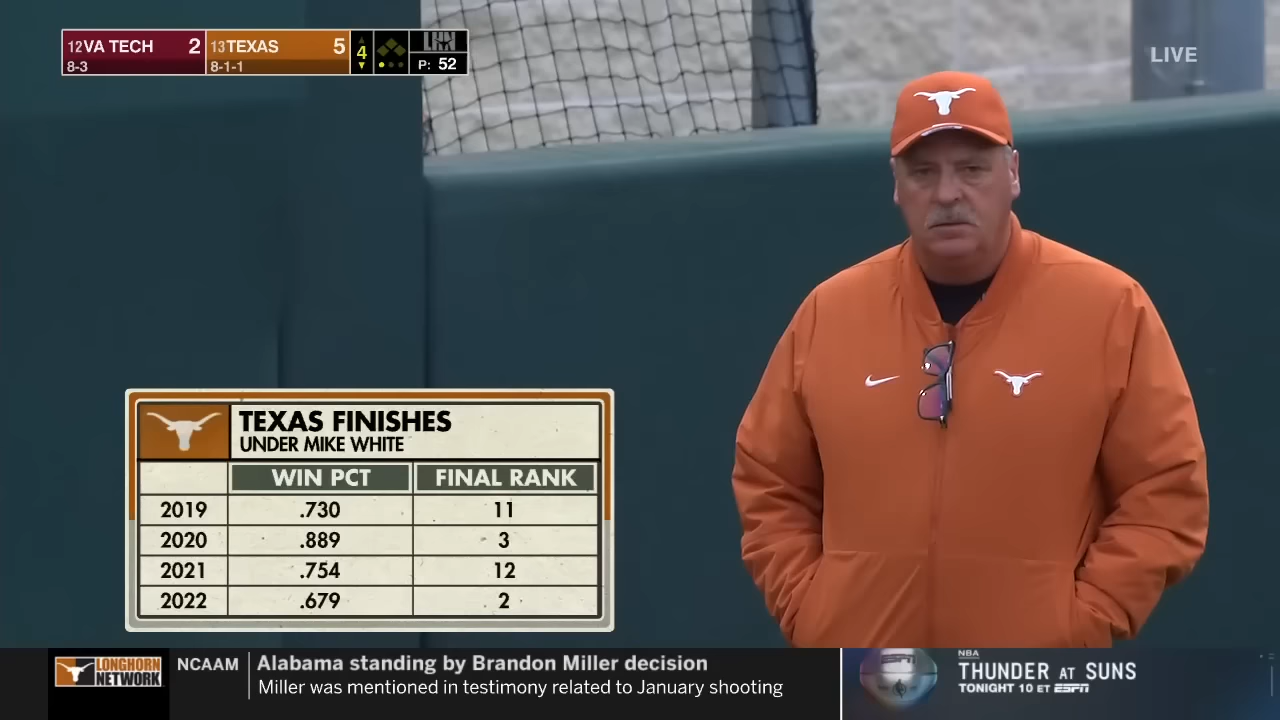 12 VA TECH 2
8-3
13 TEXAS 5
8-1-1
4
LHN
P: 52
LIVE
TEXAS FINISHES
UNDER MIKE WHITE
WIN PCT FINAL RANK
2019 .730 11
2020 .889 3
2021 .754 12
2022 .679 2
LONGHORN
NETWORK
NCAAM
Alabama standing by Brandon Miller decision
Miller was mentioned in testimony related to January shooting
ESPN
NBA
THUNDER AT SUNS
TONIGHT 10 ET ESPN